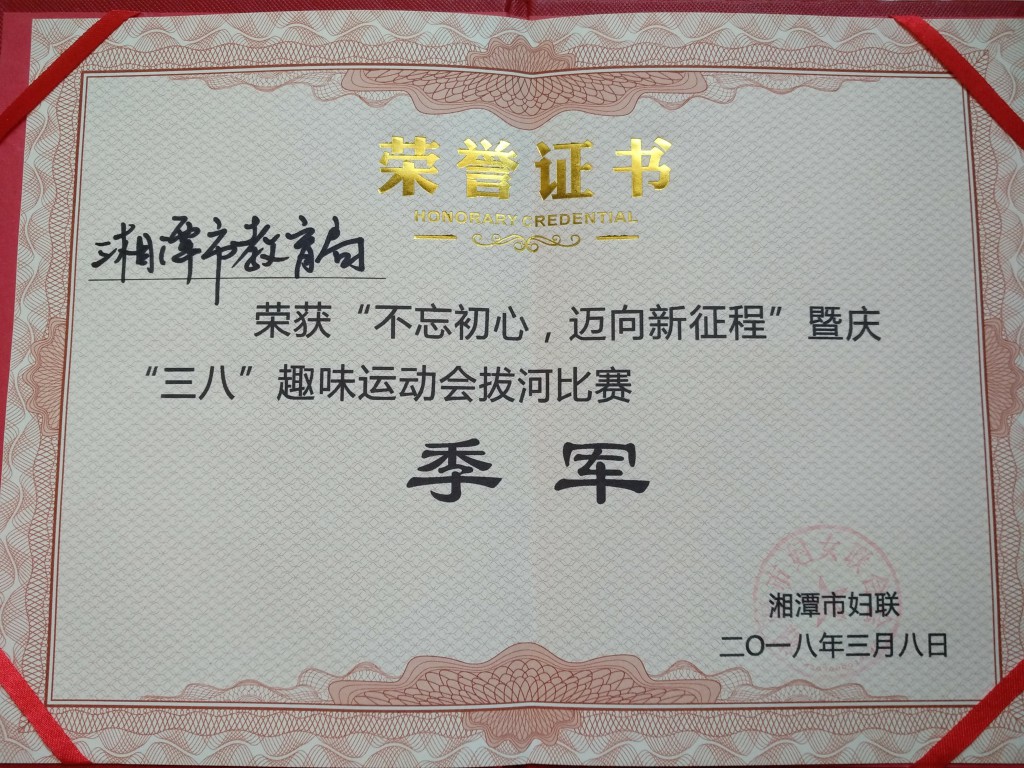 荣誉证书
HONORARY CREDENTIAL
湘潭市教育局
荣获“不忘初心，迈向新征程”暨庆
“三八”趣味运动会拔河比赛
季军
湘潭市妇联
二〇一八年三月八日